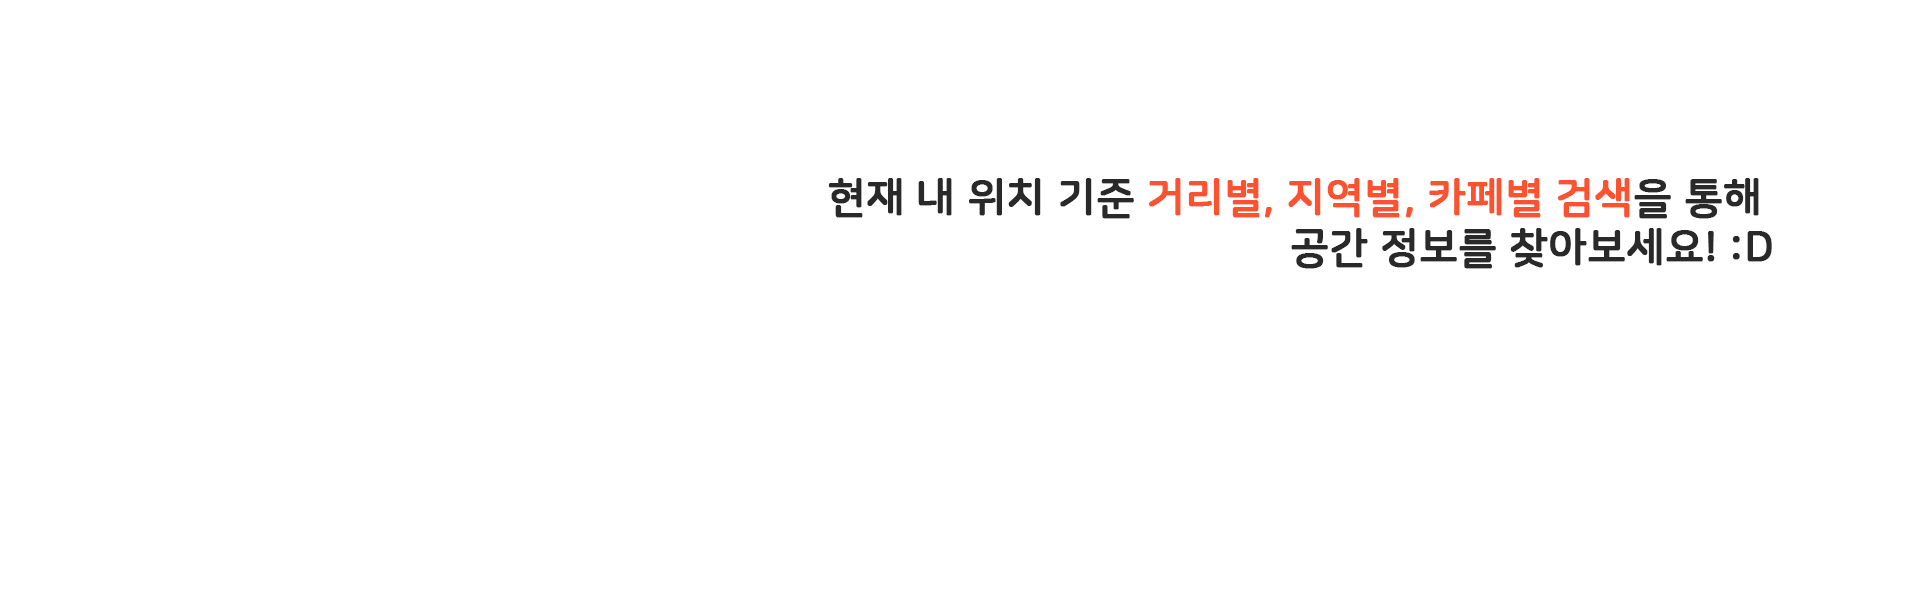 현재 내 위치 기준 거리별, 지역별, 카페별 검색을 통해
공간 정보를 찾아보세요! :D